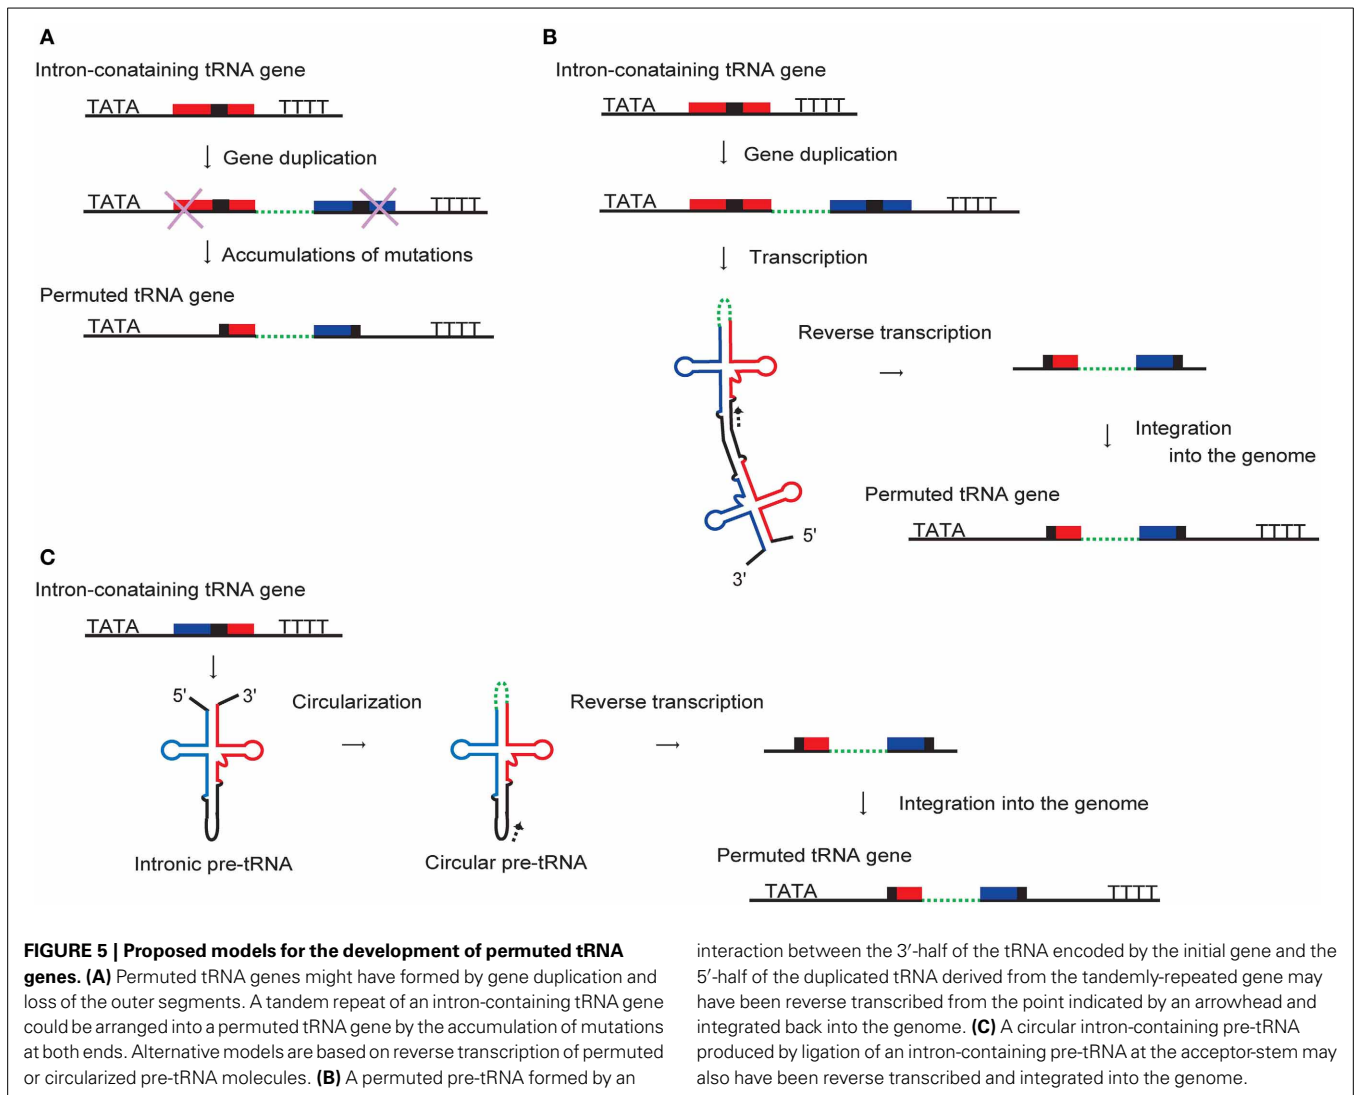 A
Intron-conataining tRNA gene
TATA TTTT
Gene duplication
TATA TTTT
Accumulations of mutations
Permuted tRNA gene
TATA TTTT
B
Intron-conataining tRNA gene
TATA TTTT
Gene duplication
TATA TTTT
Transcription
Reverse transcription
Integration
into the genome
Permuted tRNA gene
TATA TTTT
5'
3'
C
Intron-conataining tRNA gene
TATA TTTT
5' 3'
Circularization
Reverse transcription
Intronic pre-tRNA
Circular pre-tRNA
Integration into the genome
Permuted tRNA gene
TATA TTTT
FIGURE 5 | Proposed models for the development of permuted tRNA
genes. (A) Permuted tRNA genes might have formed by gene duplication and
loss of the outer segments. A tandem repeat of an intron-containing tRNA gene
could be arranged into a permuted tRNA gene by the accumulation of mutations
at both ends. Alternative models are based on reverse transcription of permuted
or circularized pre-tRNA molecules. (B) A permuted pre-tRNA formed by an
interaction between the 3′-half of the tRNA encoded by the initial gene and the
5′-half of the duplicated tRNA derived from the tandemly-repeated gene may
have been reverse transcribed from the point indicated by an arrowhead and
integrated back into the genome. (C) A circular intron-containing pre-tRNA
produced by ligation of an intron-containing pre-tRNA at the acceptor-stem may
also have been reverse transcribed and integrated into the genome.